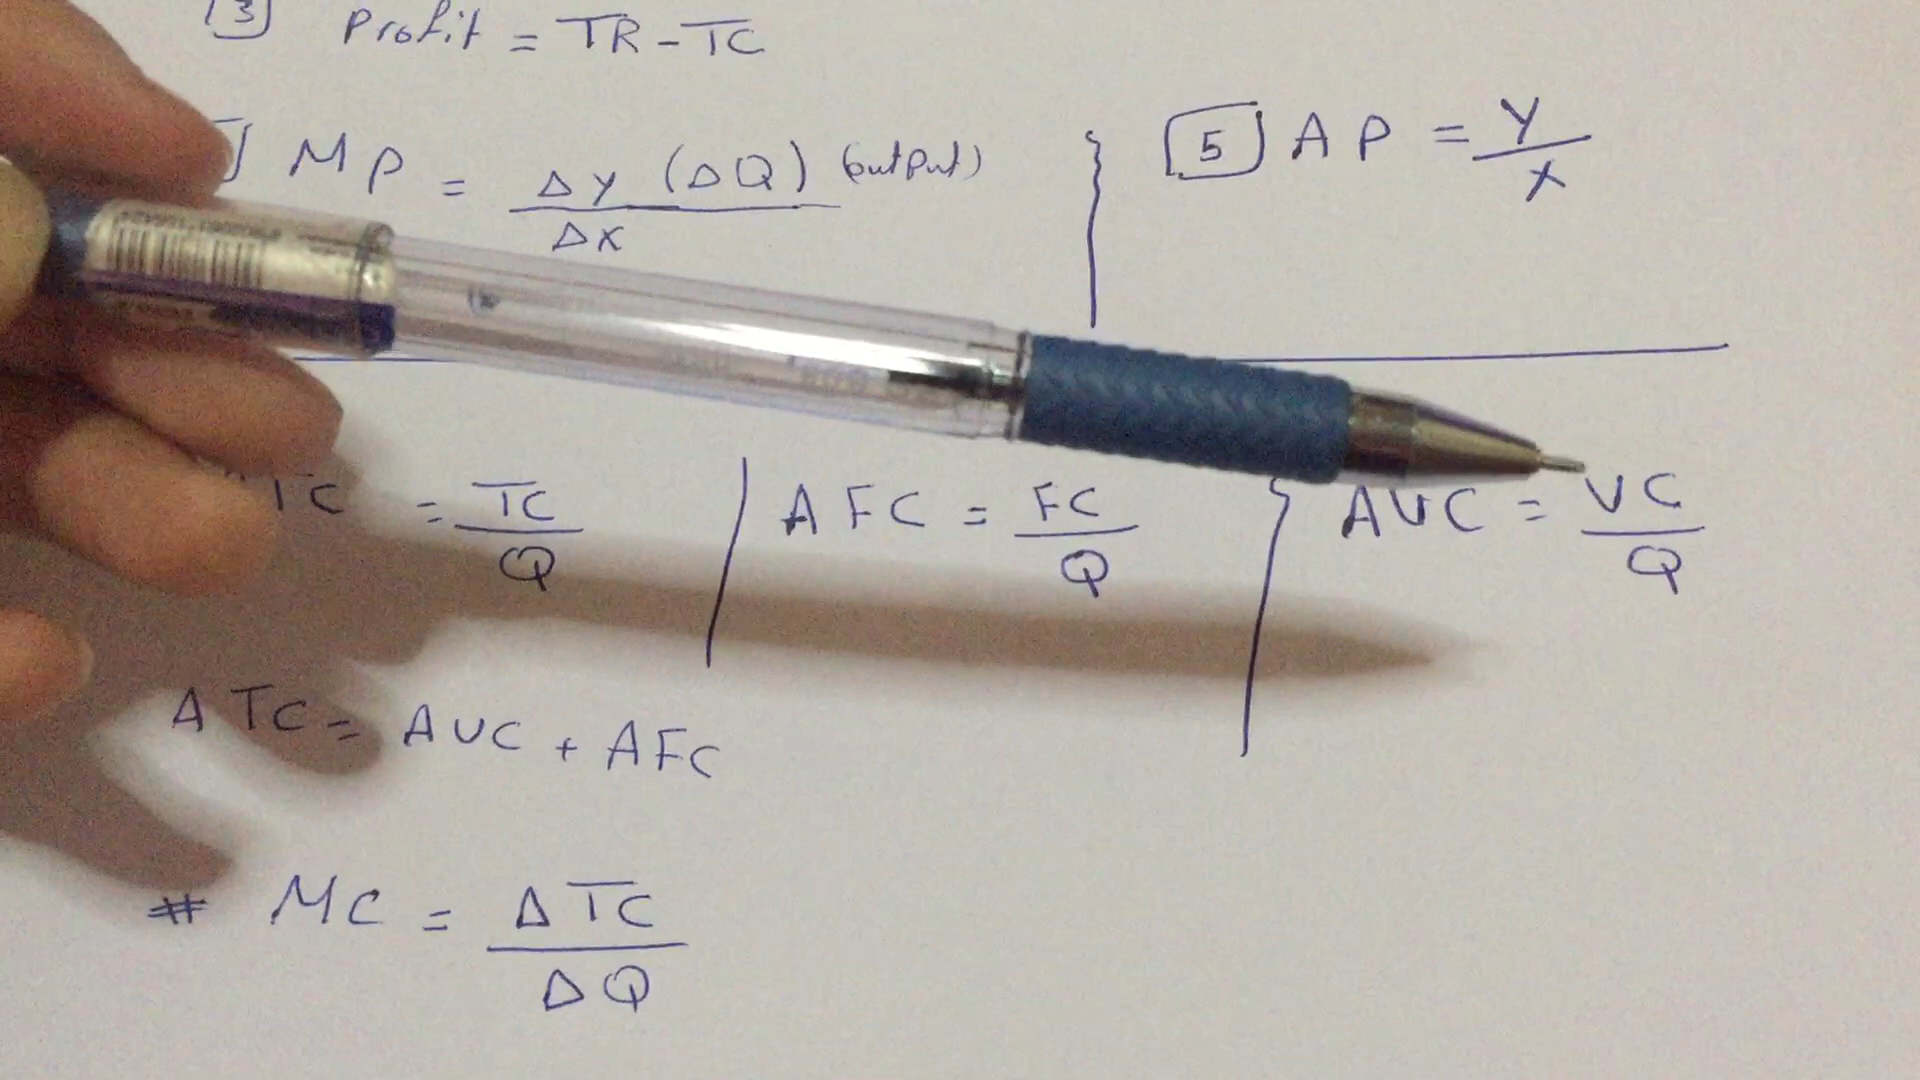 [3] Profit = TR - TC
MP = ΔY (ΔQ) (output) / ΔX
[5] AP = Y / X
TC = TC / Q
AFC = FC / Q
AVC = VC / Q
ATC = AVC + AFC
# MC = ΔTC / ΔQ